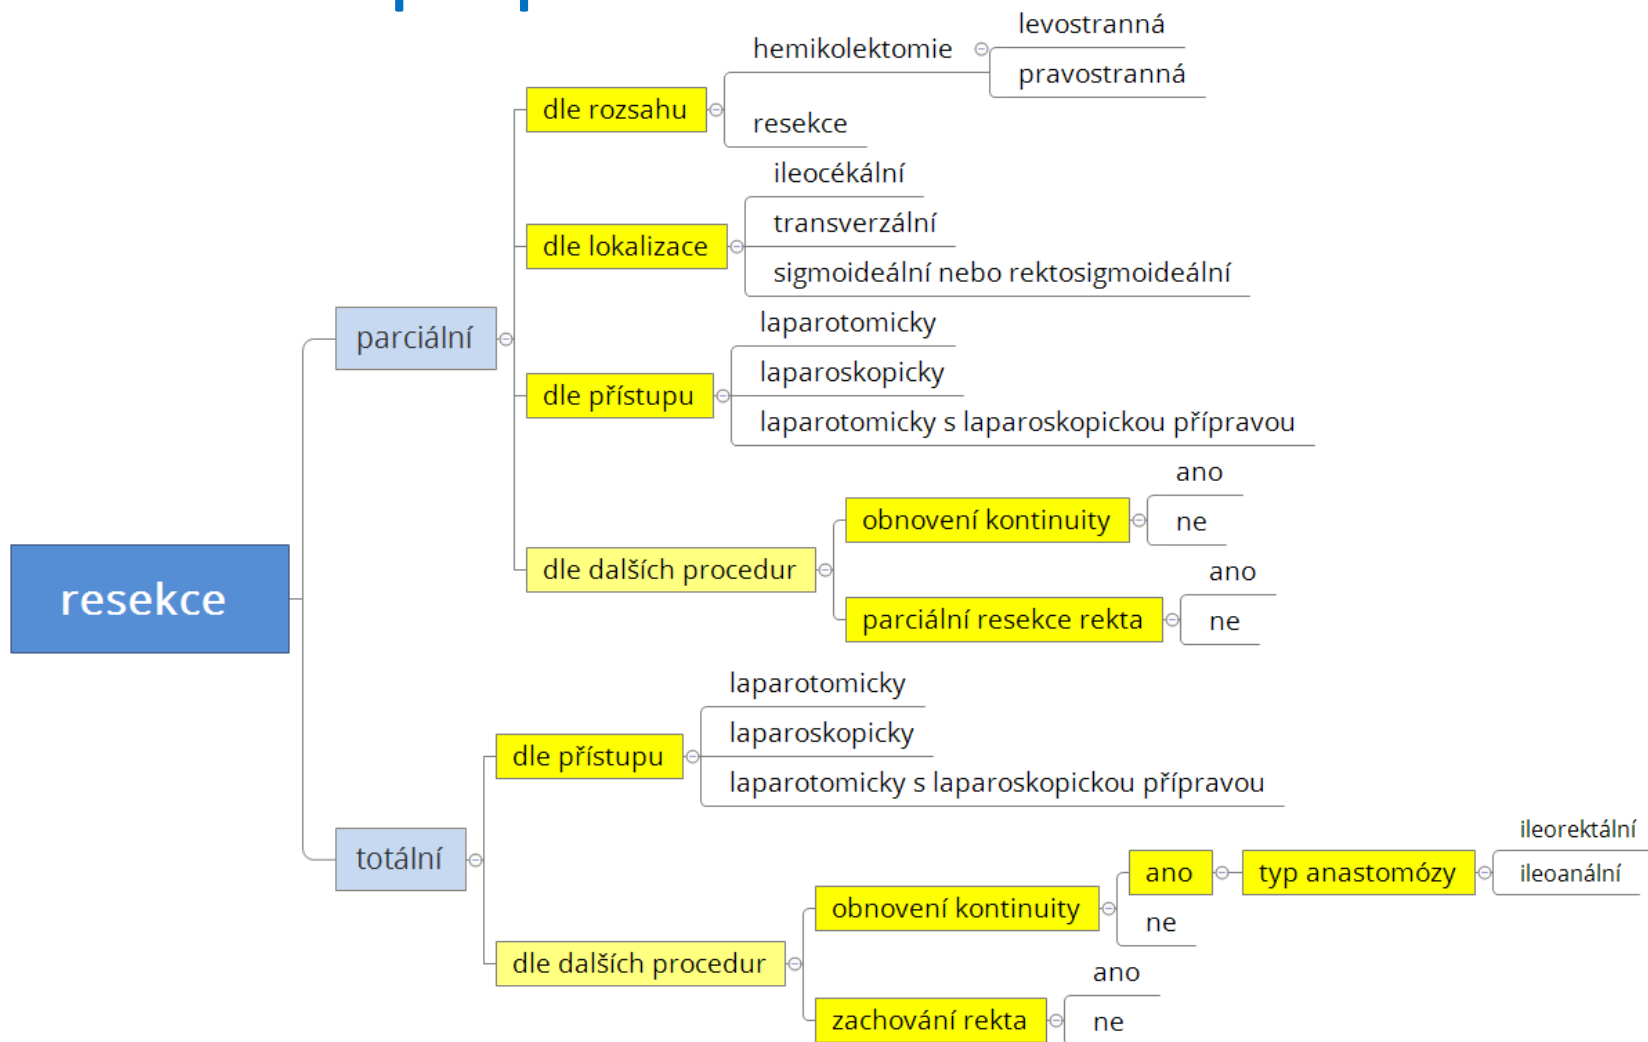 resekce
parciální
dle rozsahu
hemikolektomie
levostranná
pravostranná
resekce
dle lokalizace
ileocékální
transverzální
sigmoideální nebo rektosigmoideální
dle přístupu
laparotomicky
laparoskopicky
laparotomicky s laparoskopickou přípravou
dle dalších procedur
obnovení kontinuity
ano
ne
parciální resekce rekta
ano
ne
totální
dle přístupu
laparotomicky
laparoskopicky
laparotomicky s laparoskopickou přípravou
dle dalších procedur
obnovení kontinuity
ano
typ anastomózy
ileorektální
ileoanální
ne
zachování rekta
ano
ne